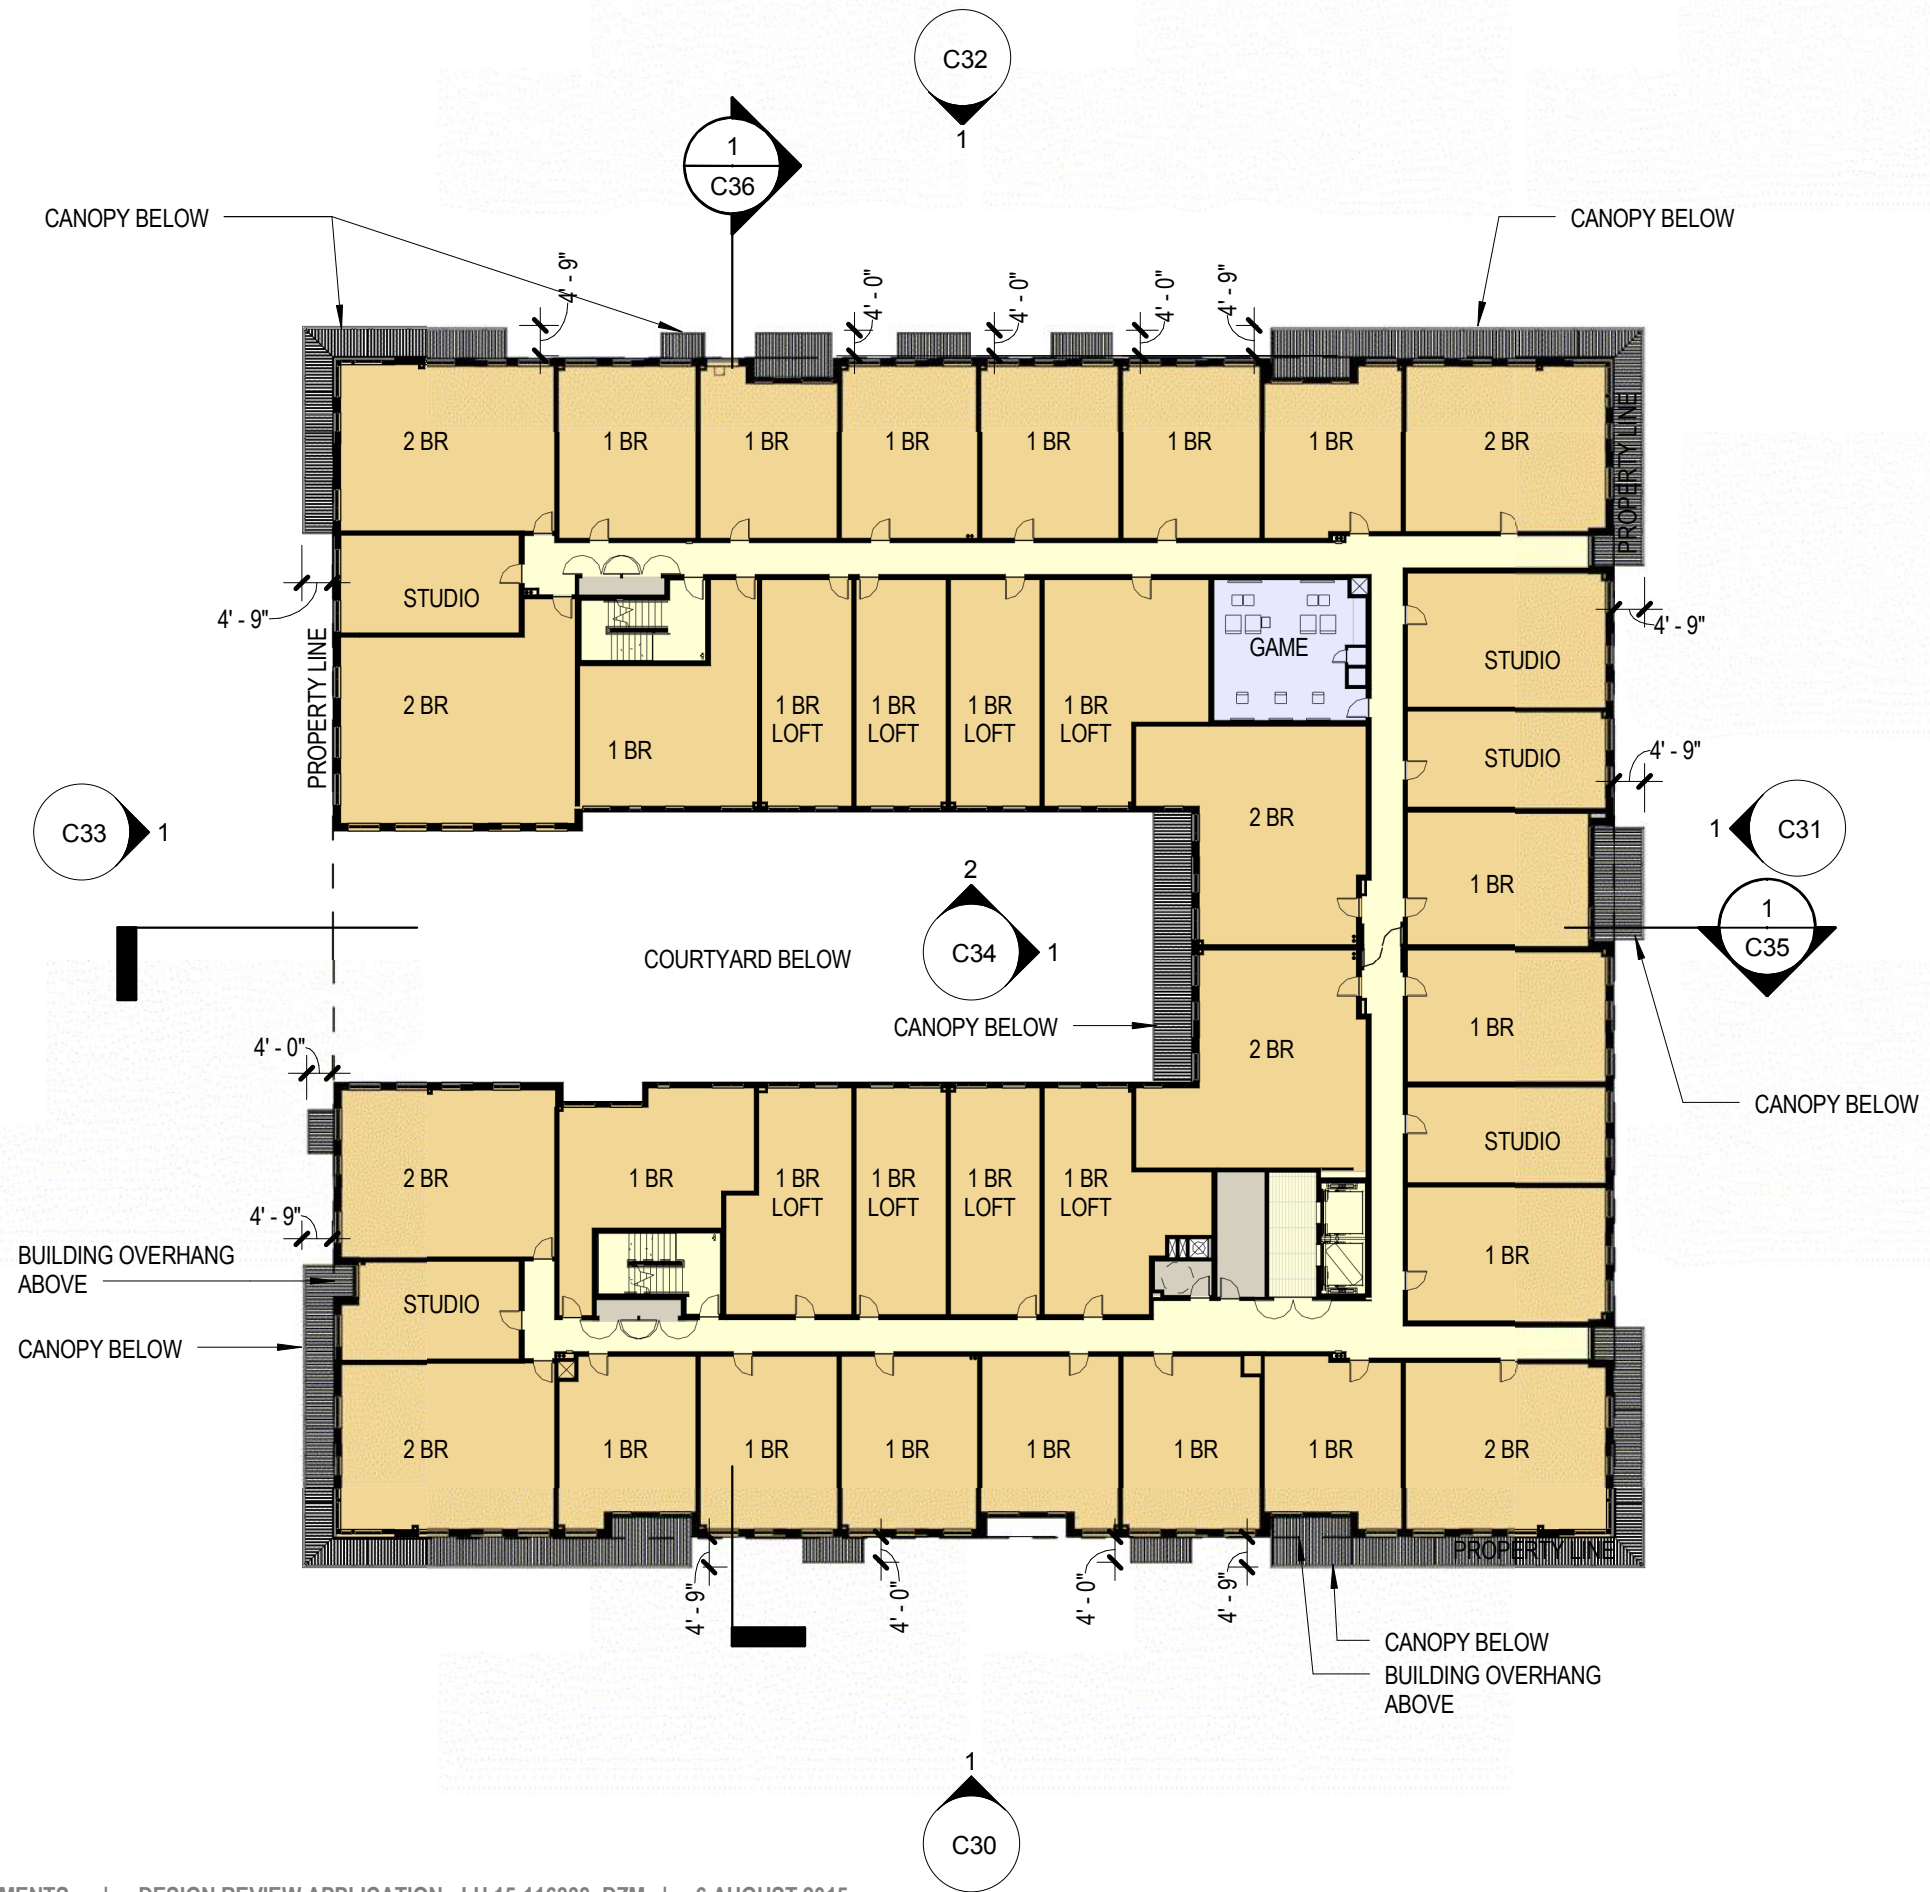 C32
1
1
C36
CANOPY BELOW
CANOPY BELOW
4' - 9"
4' - 0"
4' - 0"
4' - 0"
4' - 9"
2 BR
1 BR
1 BR
1 BR
1 BR
1 BR
1 BR
2 BR
PROPERTY LINE
STUDIO
4' - 9"
4' - 9"
GAME
STUDIO
PROPERTY LINE
2 BR
1 BR
1 BR
LOFT
1 BR
LOFT
1 BR
LOFT
1 BR
LOFT
STUDIO
4' - 9"
2 BR
C33
1
1
C31
2
C34
1
1 BR
1
C35
COURTYARD BELOW
CANOPY BELOW
2 BR
1 BR
4' - 0"
CANOPY BELOW
STUDIO
2 BR
1 BR
1 BR
LOFT
1 BR
LOFT
1 BR
LOFT
1 BR
LOFT
4' - 9"
BUILDING OVERHANG
ABOVE
1 BR
STUDIO
CANOPY BELOW
2 BR
1 BR
1 BR
1 BR
1 BR
1 BR
1 BR
2 BR
PROPERTY LINE
4' - 9"
4' - 0"
4' - 0"
4' - 9"
CANOPY BELOW
BUILDING OVERHANG
ABOVE
1
C30